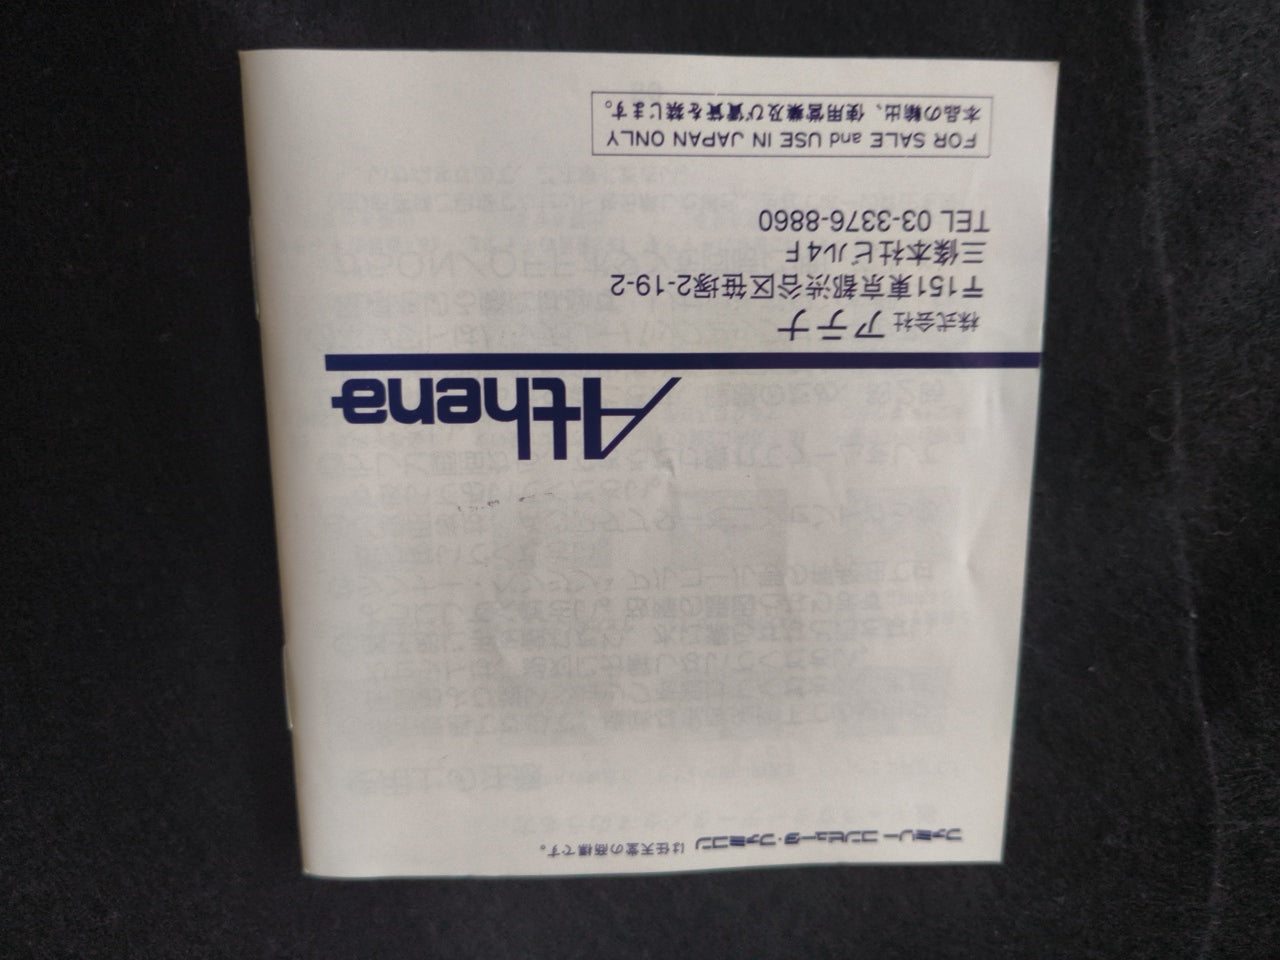 ファミリーコンピュータ・ファミコン は任天堂の商標です。
Athena
株式会社 アテナ
〒151東京都渋谷区笹塚2-19-2
三條本社ビル4F
TEL 03-3376-8860
FOR SALE and USE IN JAPAN ONLY
本品の輸出、使用営業及び賃貸を禁じます。